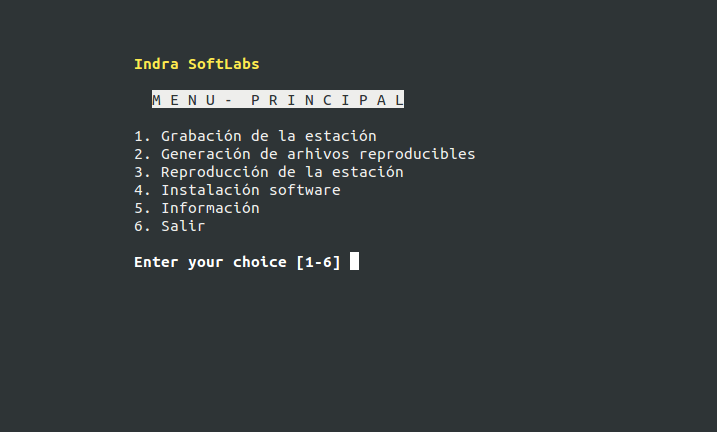 Indra SoftLabs
M E N U - P R I N C I P A L
1. Grabación de la estación
2. Generación de arhivos reproducibles
3. Reproducción de la estación
4. Instalación software
5. Información
6. Salir
Enter your choice [1-6]